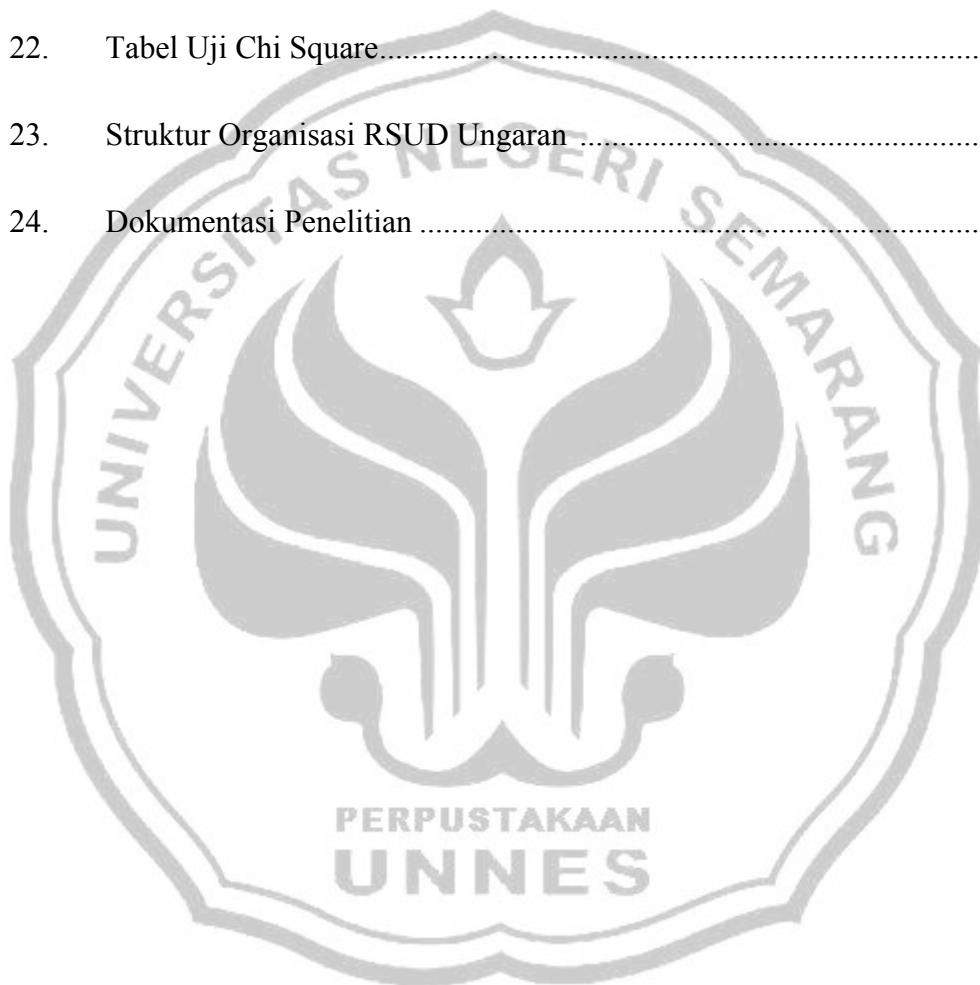 22. Tabel Uji Chi Square..........................................................................
23. Struktur Organisasi RSUD Ungaran .................................................
24. Dokumentasi Penelitian .....................................................................
UNIVERSITAS NEGERI SEMARANG
PERPUSTAKAAN
UNNES